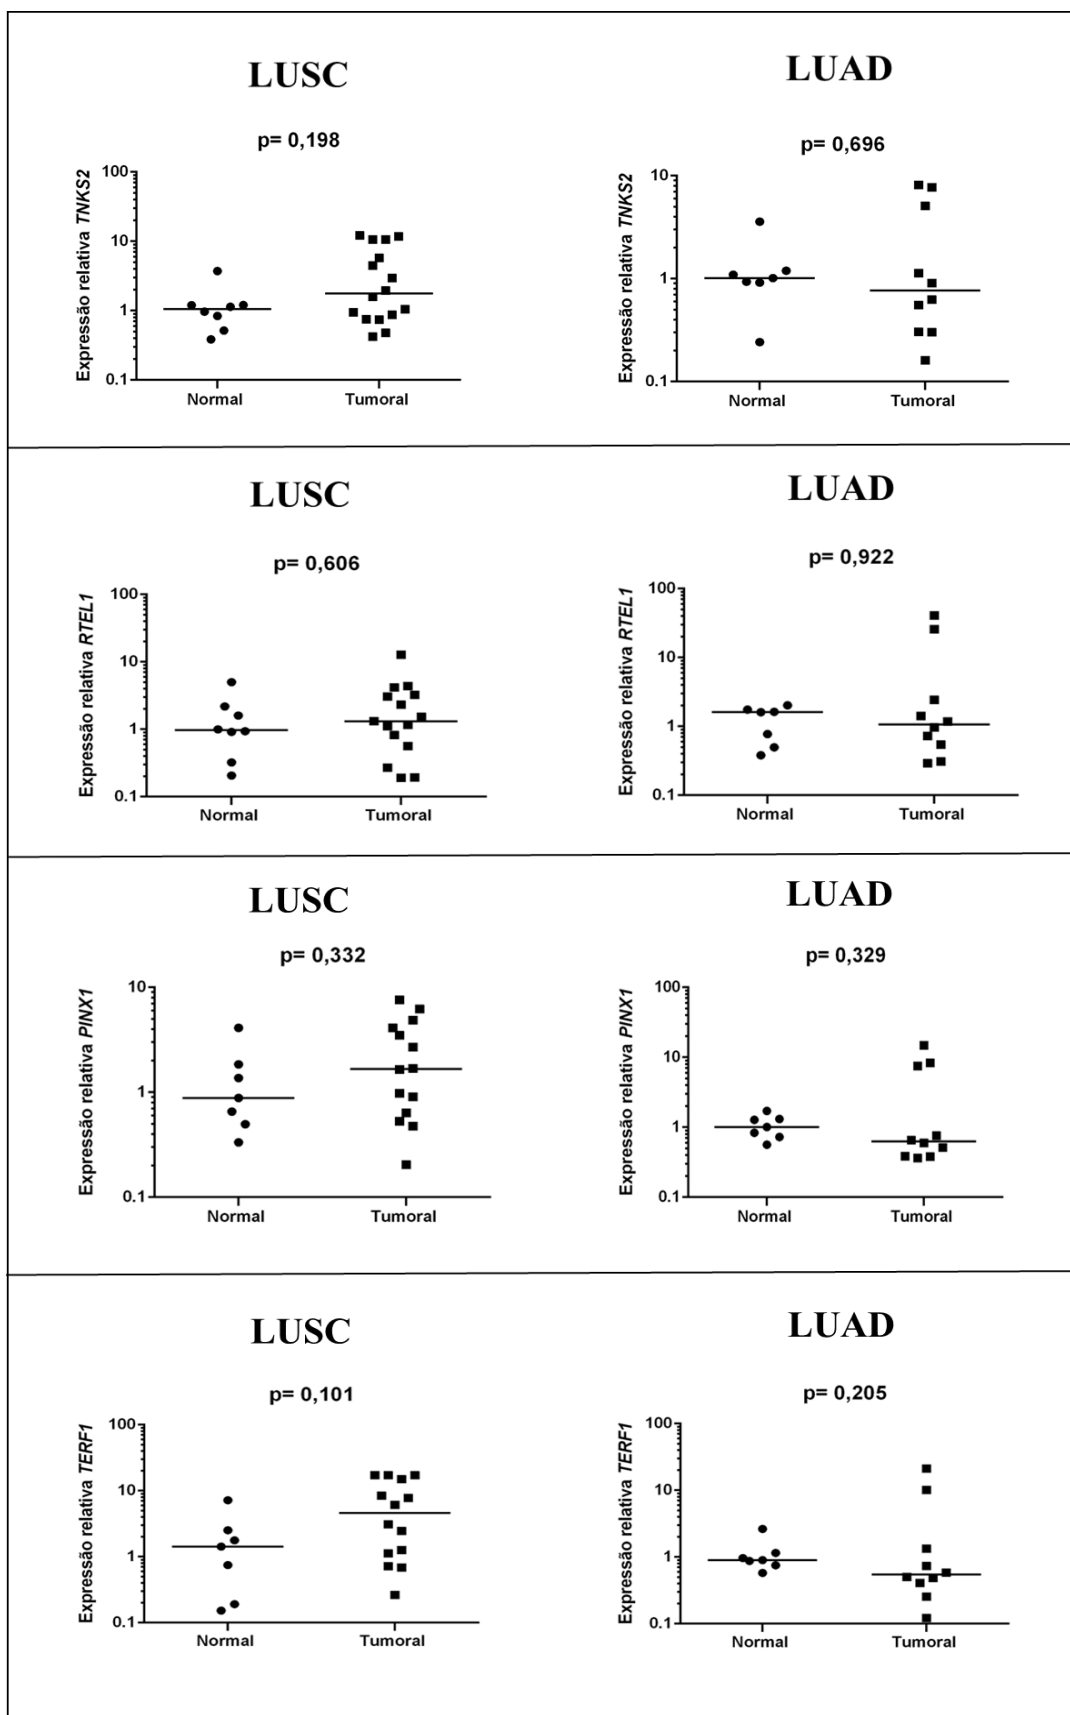 LUSC
p= 0,198
Expressão relativa TNKS2
100
10
1
0.1
Normal Tumoral
LUAD
p= 0,696
Expressão relativa TNKS2
10
1
0.1
Normal Tumoral
LUSC
p= 0,606
Expressão relativa RTEL1
100
10
1
0.1
Normal Tumoral
LUAD
p= 0,922
Expressão relativa RTEL1
100
10
1
0.1
Normal Tumoral
LUSC
p= 0,332
Expressão relativa PINX1
10
1
0.1
Normal Tumoral
LUAD
p= 0,329
Expressão relativa PINX1
100
10
1
0.1
Normal Tumoral
LUSC
p= 0,101
Expressão relativa TERF1
100
10
1
0.1
Normal Tumoral
LUAD
p= 0,205
Expressão relativa TERF1
100
10
1
0.1
Normal Tumoral